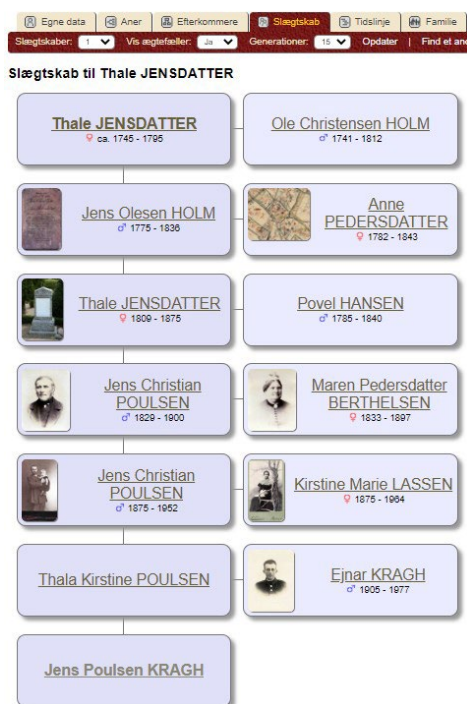 Egne data Aner Efterkommere Slægtskab Tidslinje Familie
Slægtskaber: 1 Vis ægtefæller: Ja Generationer: 15 Opdater | Find et an
Slægtskab til Thale JENSDATTER
Thale JENSDATTER
♀ ca. 1745 - 1795
Ole Christensen HOLM
♂ 1741 - 1812
Jens Olesen HOLM
♂ 1775 - 1836
Anne
PEDERSDATTER
♀ 1782 - 1843
Thale JENSDATTER
♀ 1809 - 1875
Povel HANSEN
♂ 1785 - 1840
Jens Christian
POULSEN
♂ 1829 - 1900
Maren Pedersdatter
BERTHELSEN
♀ 1833 - 1897
Jens Christian
POULSEN
♂ 1875 - 1952
Kirstine Marie LASSEN
♀ 1875 - 1964
Thala Kirstine POULSEN
Ejnar KRAGH
♂ 1905 - 1977
Jens Poulsen KRAGH